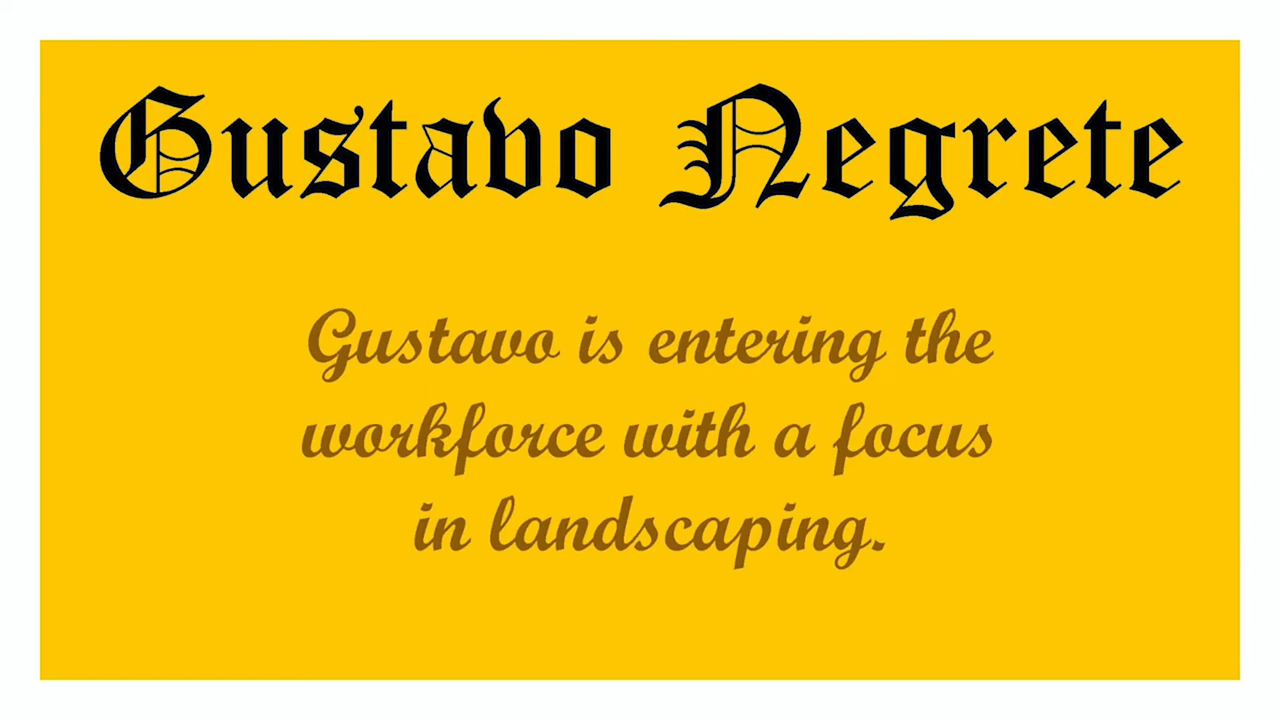 Gustavo Negrete
Gustavo is entering the
workforce with a focus
in landscaping.